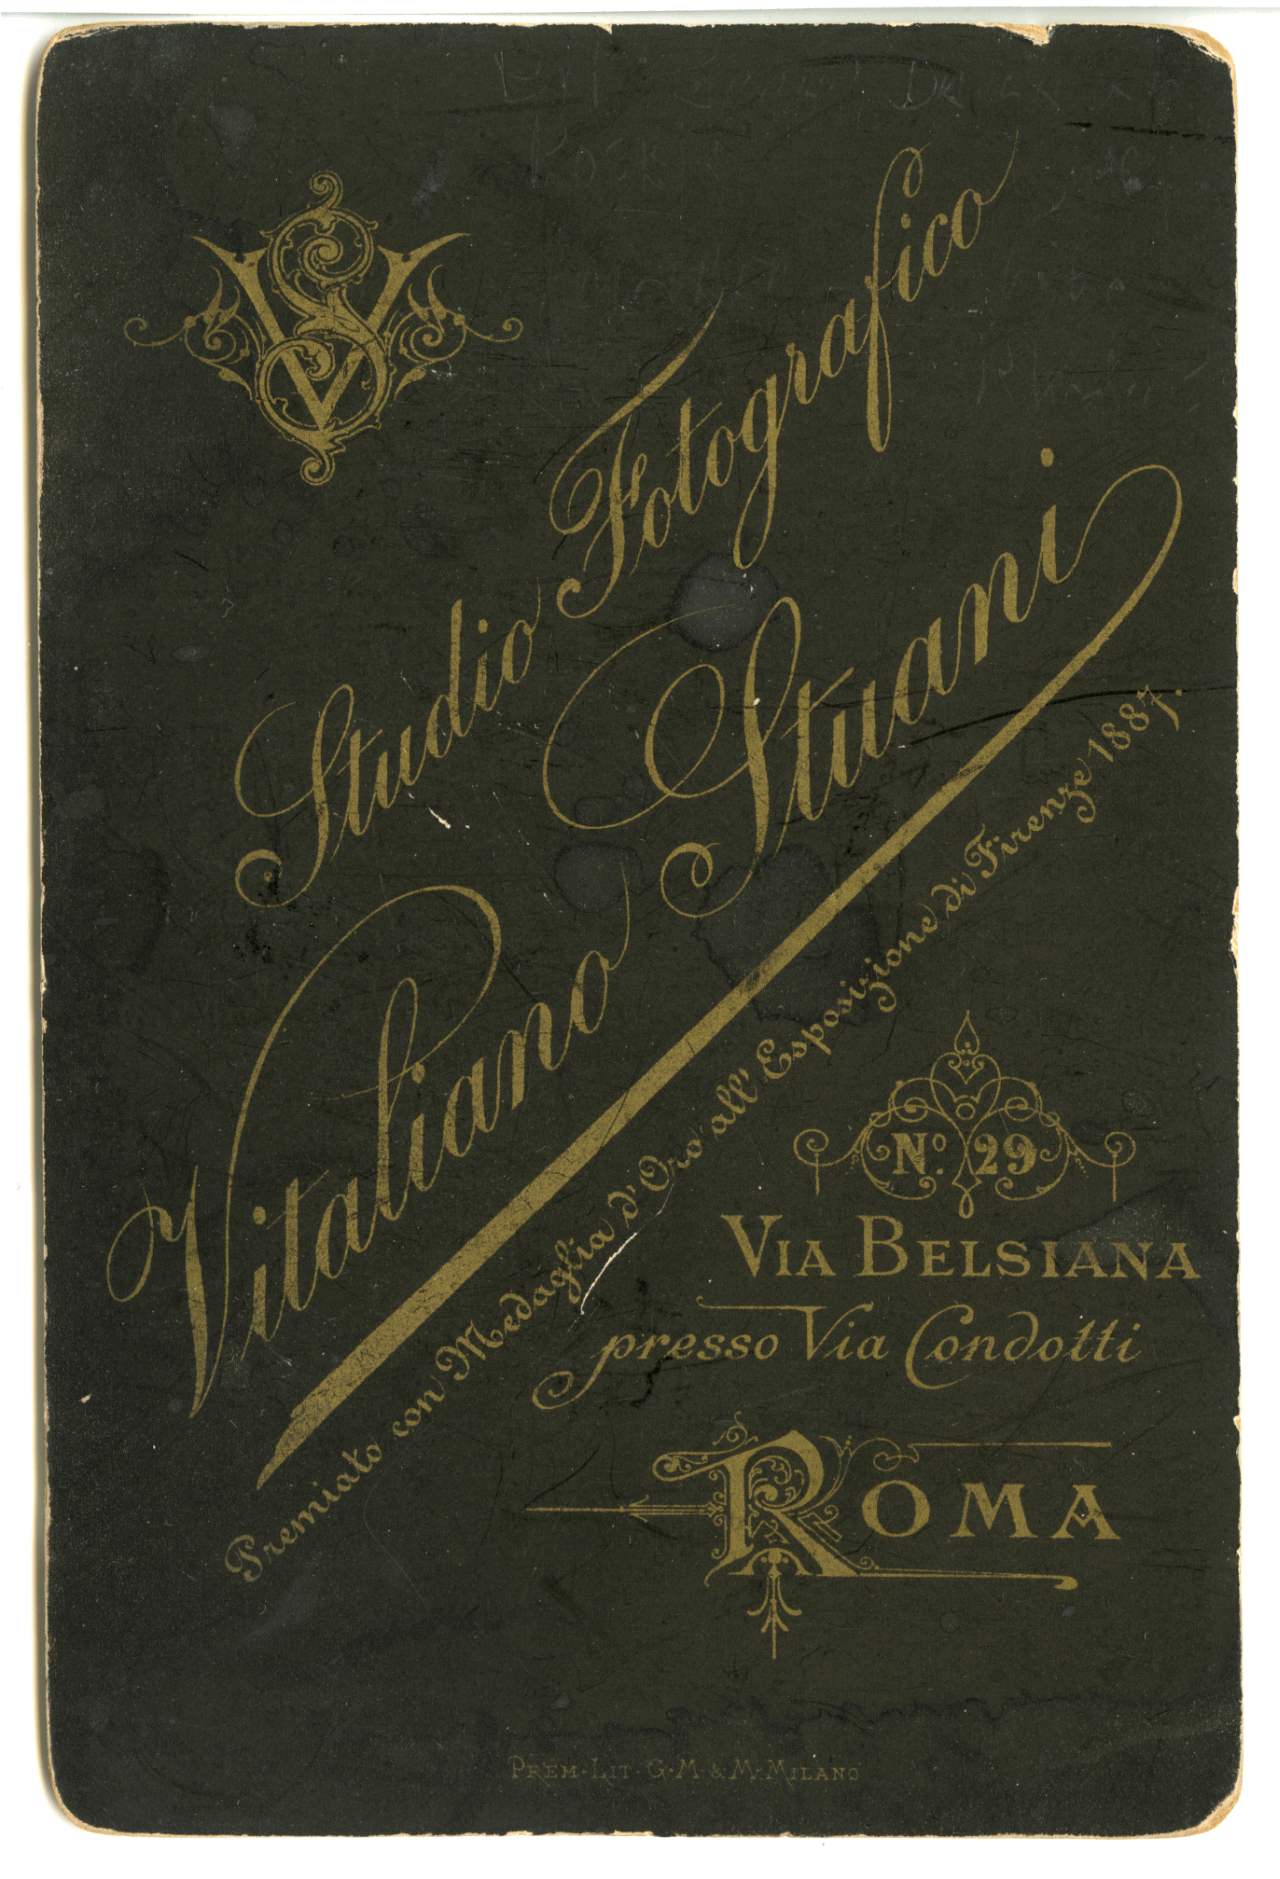 VS
Studio Fotografico
Vitaliano Stuani
Premiato con Medaglia d'Oro all' Esposizione di Firenze 1887.
No. 29
VIA BELSIANA
presso Via Condotti
ROMA
PREM. LIT. G. M. & M. MILANO